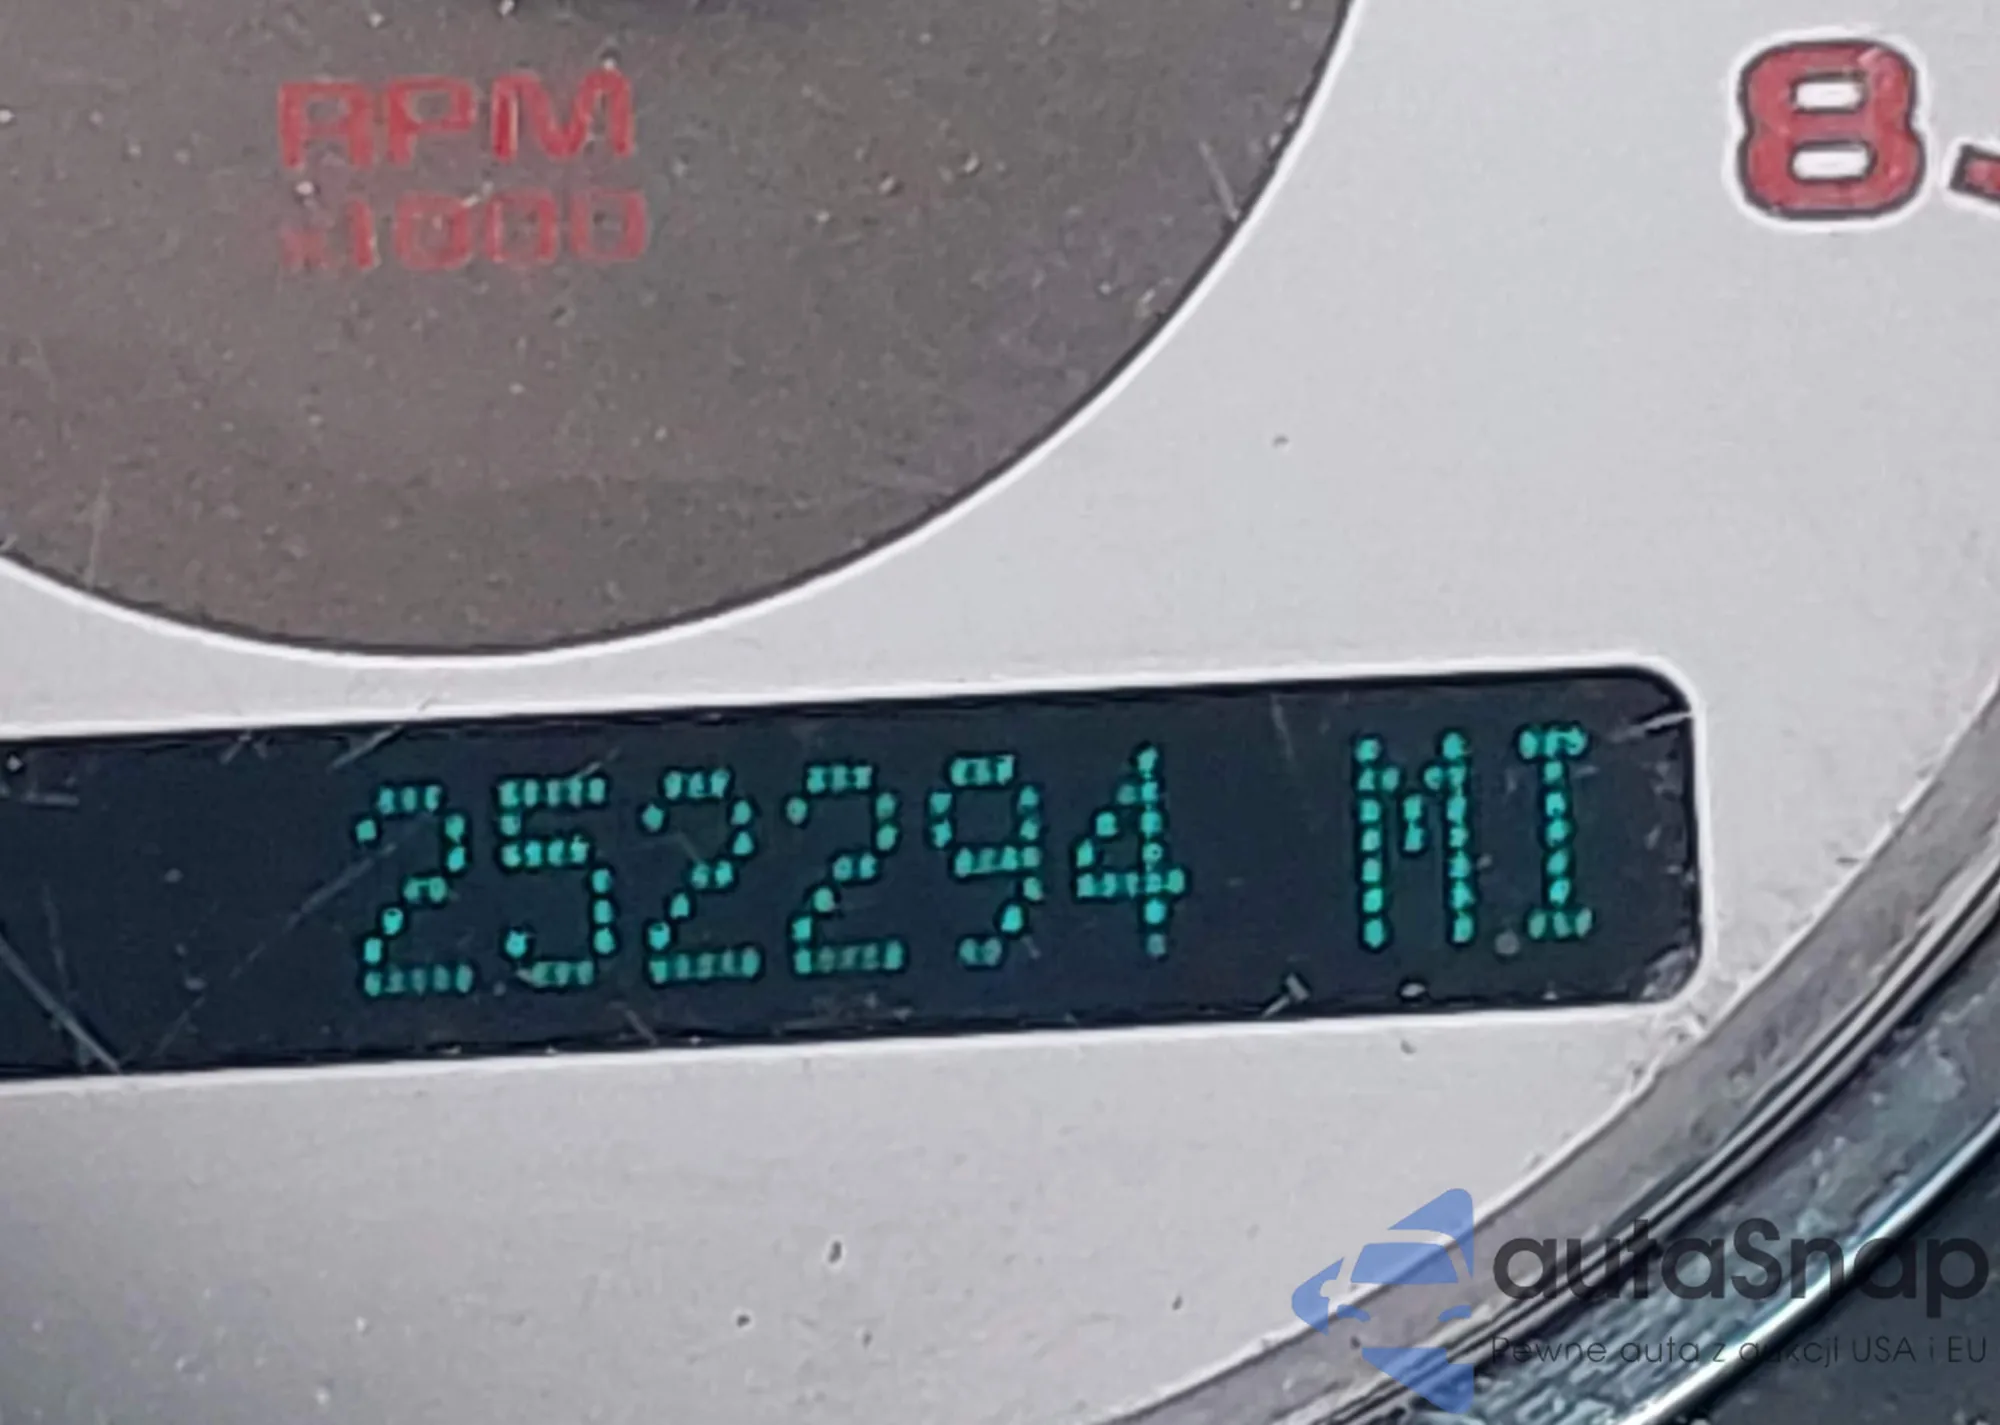 RPM
x1000
8
252294 MI
autaSnap
Pewne auta z aukcji USA i EU